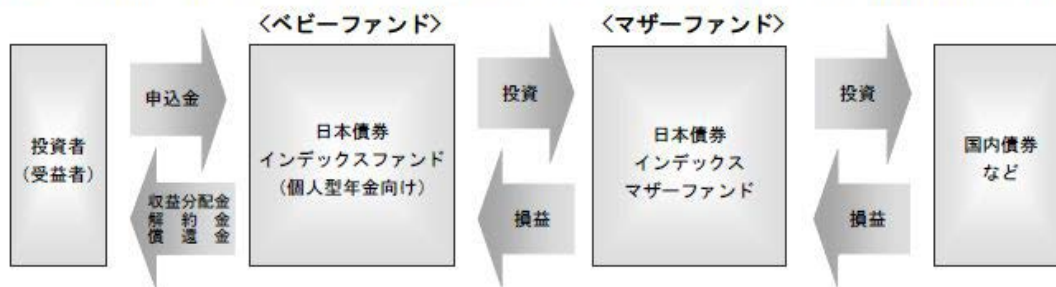 <ベビーファンド>
<マザーファンド>
投資者
(受益者)
申込金
収益分配金
解約金
償還金
日本債券
インデックスファンド
(個人型年金向け)
投資
損益
日本債券
インデックス
マザーファンド
投資
損益
国内債券
など